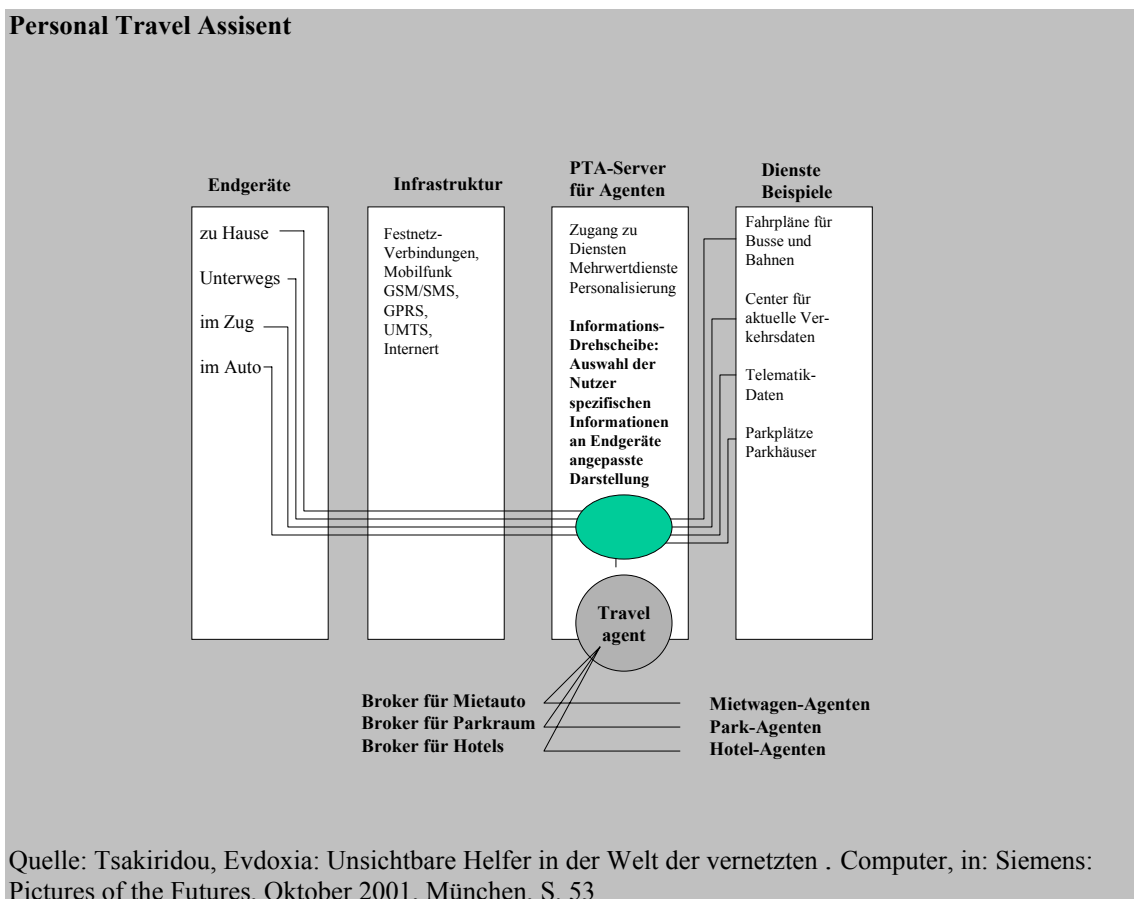 Personal Travel Assisent
Endgeräte
zu Hause
Unterwegs
im Zug
im Auto
Infrastruktur
Festnetz-
Verbindungen,
Mobilfunk
GSM/SMS,
GPRS,
UMTS,
Internert
PTA-Server
für Agenten
Zugang zu
Diensten
Mehrwertdienste
Personalisierung
Informations-
Drehscheibe:
Auswahl der
Nutzer
spezifischen
Informationen
an Endgeräte
angepasste
Darstellung
Travel
agent
Dienste
Beispiele
Fahrpläne für
Busse und
Bahnen
Center für
aktuelle Ver-
kehrsdaten
Telematik-
Daten
Parkplätze
Parkhäuser
Broker für Mietauto
Broker für Parkraum
Broker für Hotels
Mietwagen-Agenten
Park-Agenten
Hotel-Agenten
Quelle: Tsakiridou, Evdoxia: Unsichtbare Helfer in der Welt der vernetzten . Computer, in: Siemens:
Pictures of the Futures, Oktober 2001, München, S. 53